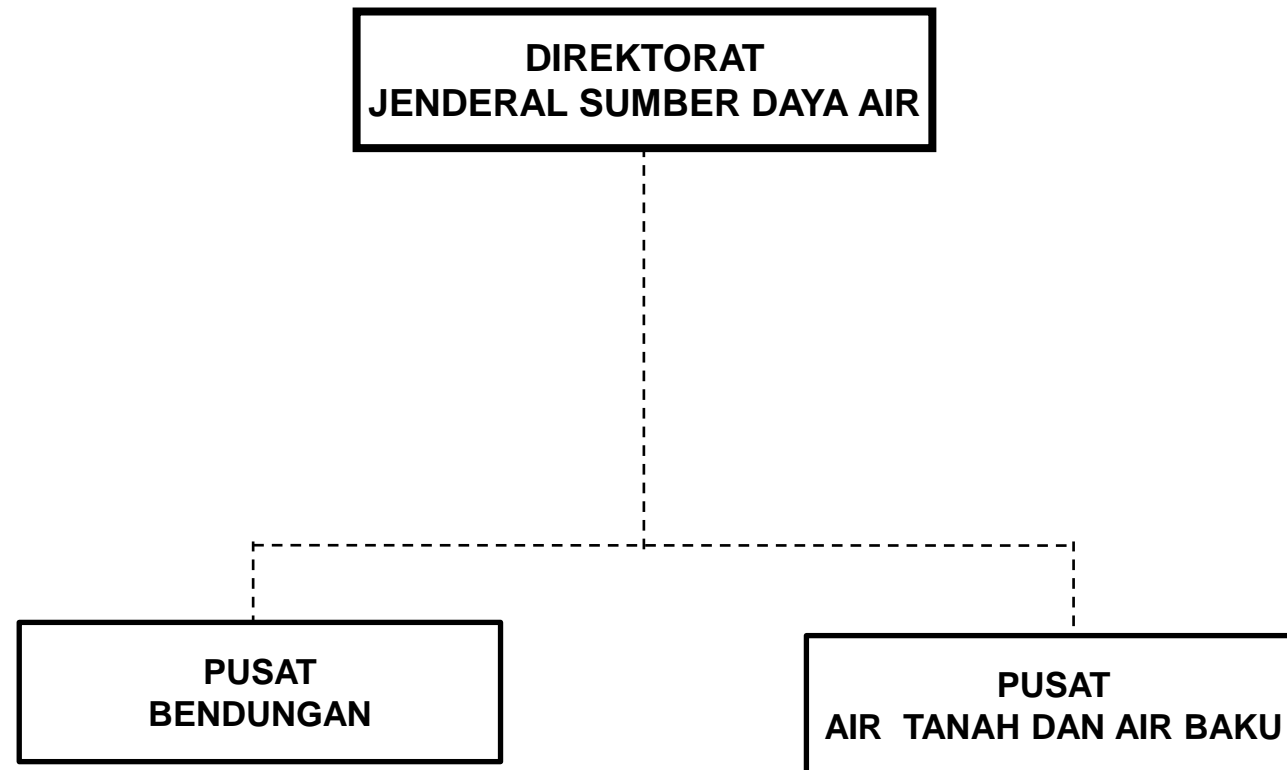 DIREKTORAT
JENDERAL SUMBER DAYA AIR
PUSAT
BENDUNGAN
PUSAT
AIR TANAH DAN AIR BAKU